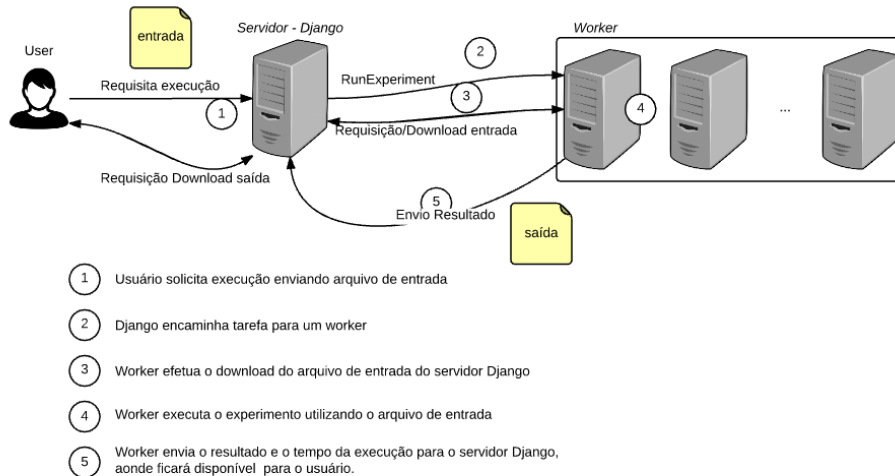 entrada
Servidor - Django
Worker
User
2
Requisita execução
RunExperiment
1
3
4
...
Requisição/Download entrada
Requisição Download saída
5
Envio Resultado
saída
1 Usuário solicita execução enviando arquivo de entrada
2 Django encaminha tarefa para um worker
3 Worker efetua o download do arquivo de entrada do servidor Django
4 Worker executa o experimento utilizando o arquivo de entrada
5 Worker envia o resultado e o tempo da execução para o servidor Django,
aonde ficará disponível para o usuário.